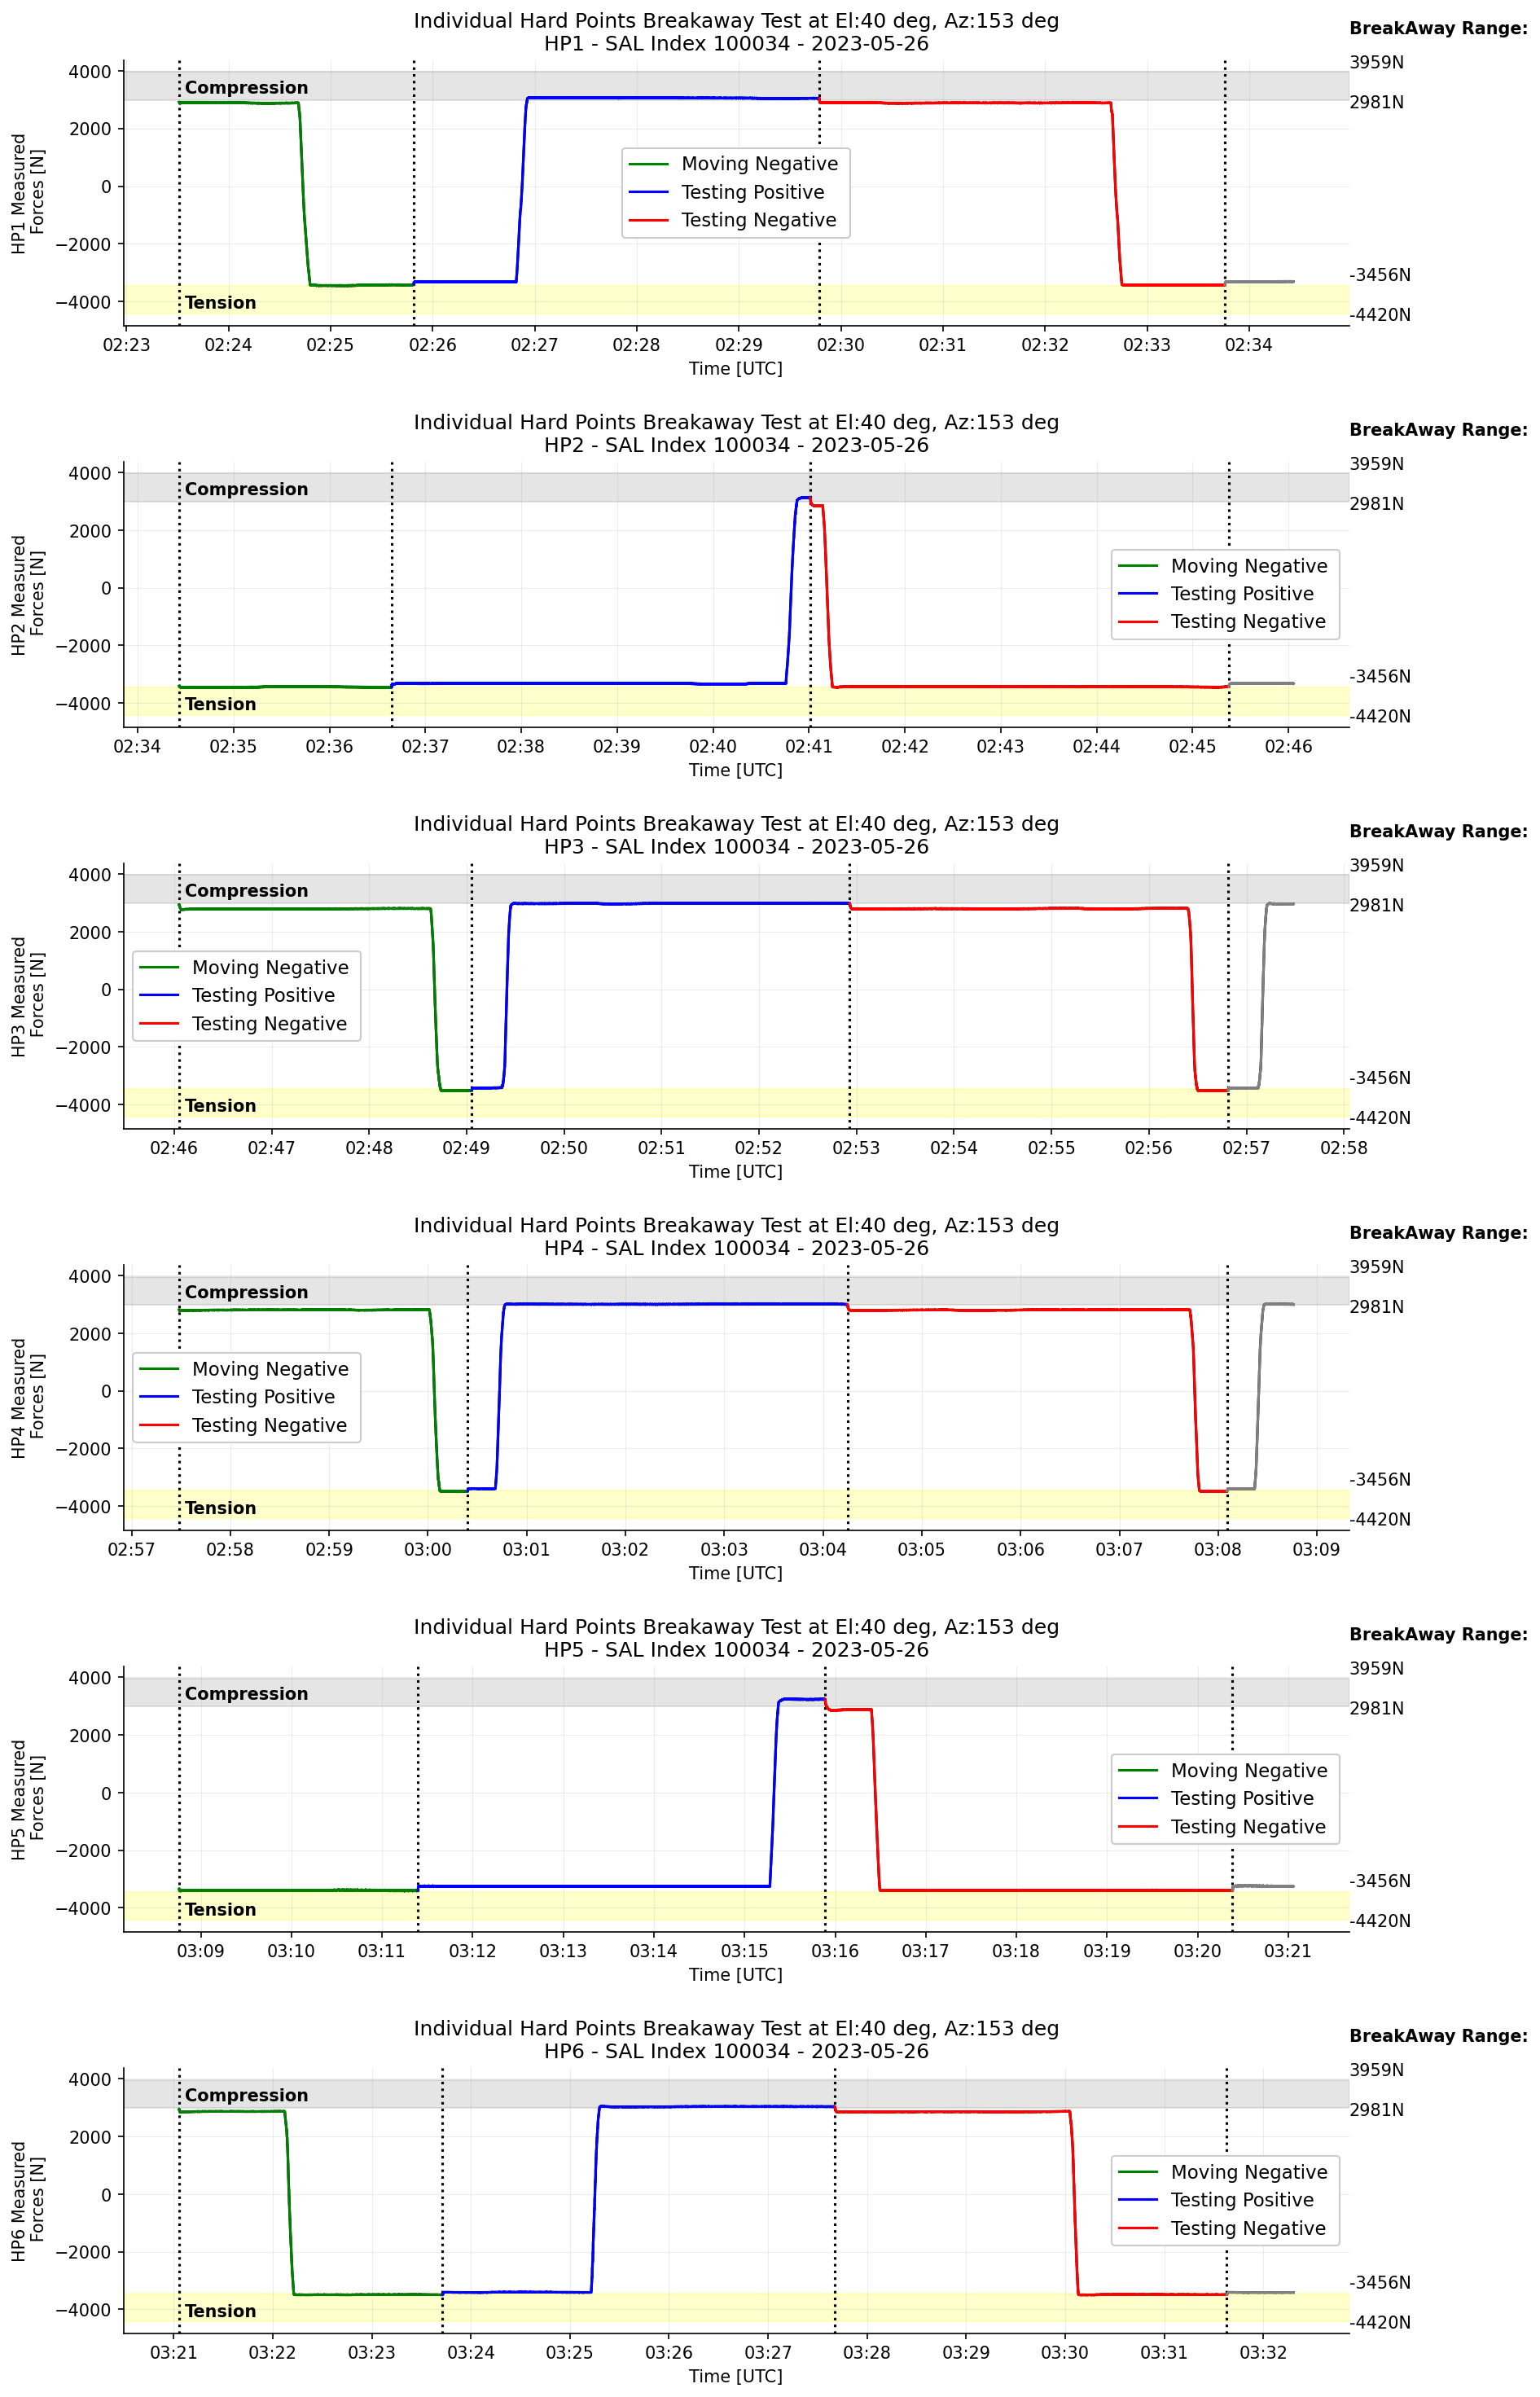 Individual Hard Points Breakaway Test at El:40 deg, Az:153 deg
HP1 - SAL Index 100034 - 2023-05-26
BreakAway Range:
3959N
2981N
-3456N
-4420N
HP1 Measured
Forces [N]
4000
2000
0
−2000
−4000
Compression
Tension
Moving Negative
Testing Positive
Testing Negative
02:23 02:24 02:25 02:26 02:27 02:28 02:29 02:30 02:31 02:32 02:33 02:34
Time [UTC]
Individual Hard Points Breakaway Test at El:40 deg, Az:153 deg
HP2 - SAL Index 100034 - 2023-05-26
BreakAway Range:
3959N
2981N
-3456N
-4420N
HP2 Measured
Forces [N]
4000
2000
0
−2000
−4000
Compression
Tension
Moving Negative
Testing Positive
Testing Negative
02:34 02:35 02:36 02:37 02:38 02:39 02:40 02:41 02:42 02:43 02:44 02:45 02:46
Time [UTC]
Individual Hard Points Breakaway Test at El:40 deg, Az:153 deg
HP3 - SAL Index 100034 - 2023-05-26
BreakAway Range:
3959N
2981N
-3456N
-4420N
HP3 Measured
Forces [N]
4000
2000
0
−2000
−4000
Compression
Tension
Moving Negative
Testing Positive
Testing Negative
02:46 02:47 02:48 02:49 02:50 02:51 02:52 02:53 02:54 02:55 02:56 02:57 02:58
Time [UTC]
Individual Hard Points Breakaway Test at El:40 deg, Az:153 deg
HP4 - SAL Index 100034 - 2023-05-26
BreakAway Range:
3959N
2981N
-3456N
-4420N
HP4 Measured
Forces [N]
4000
2000
0
−2000
−4000
Compression
Tension
Moving Negative
Testing Positive
Testing Negative
02:57 02:58 02:59 03:00 03:01 03:02 03:03 03:04 03:05 03:06 03:07 03:08 03:09
Time [UTC]
Individual Hard Points Breakaway Test at El:40 deg, Az:153 deg
HP5 - SAL Index 100034 - 2023-05-26
BreakAway Range:
3959N
2981N
-3456N
-4420N
HP5 Measured
Forces [N]
4000
2000
0
−2000
−4000
Compression
Tension
Moving Negative
Testing Positive
Testing Negative
03:09 03:10 03:11 03:12 03:13 03:14 03:15 03:16 03:17 03:18 03:19 03:20 03:21
Time [UTC]
Individual Hard Points Breakaway Test at El:40 deg, Az:153 deg
HP6 - SAL Index 100034 - 2023-05-26
BreakAway Range:
3959N
2981N
-3456N
-4420N
HP6 Measured
Forces [N]
4000
2000
0
−2000
−4000
Compression
Tension
Moving Negative
Testing Positive
Testing Negative
03:21 03:22 03:23 03:24 03:25 03:26 03:27 03:28 03:29 03:30 03:31 03:32
Time [UTC]